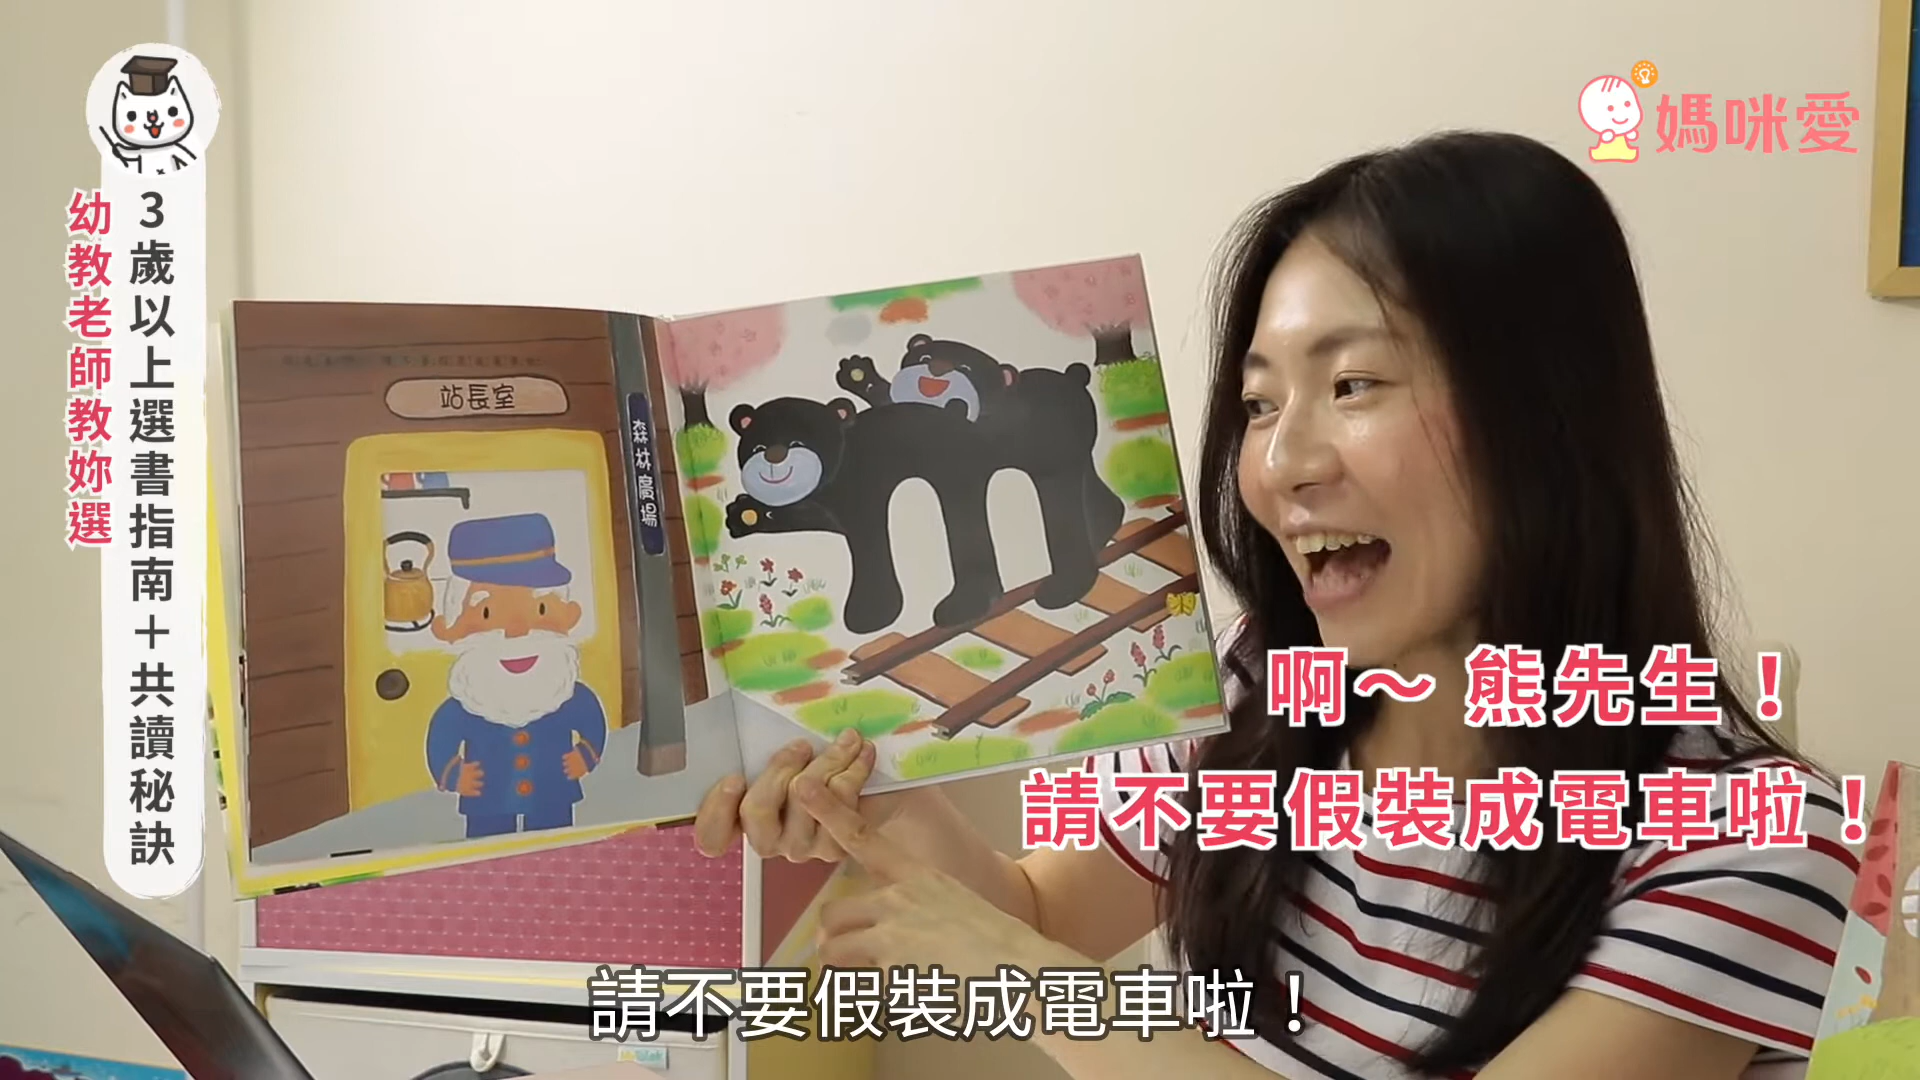 媽咪愛
3歲以上選書指南＋共讀秘訣
幼教老師教妳選
站長室
森林廣場
啊～ 熊先生！
請不要假裝成電車啦！
請不要假裝成電車啦！